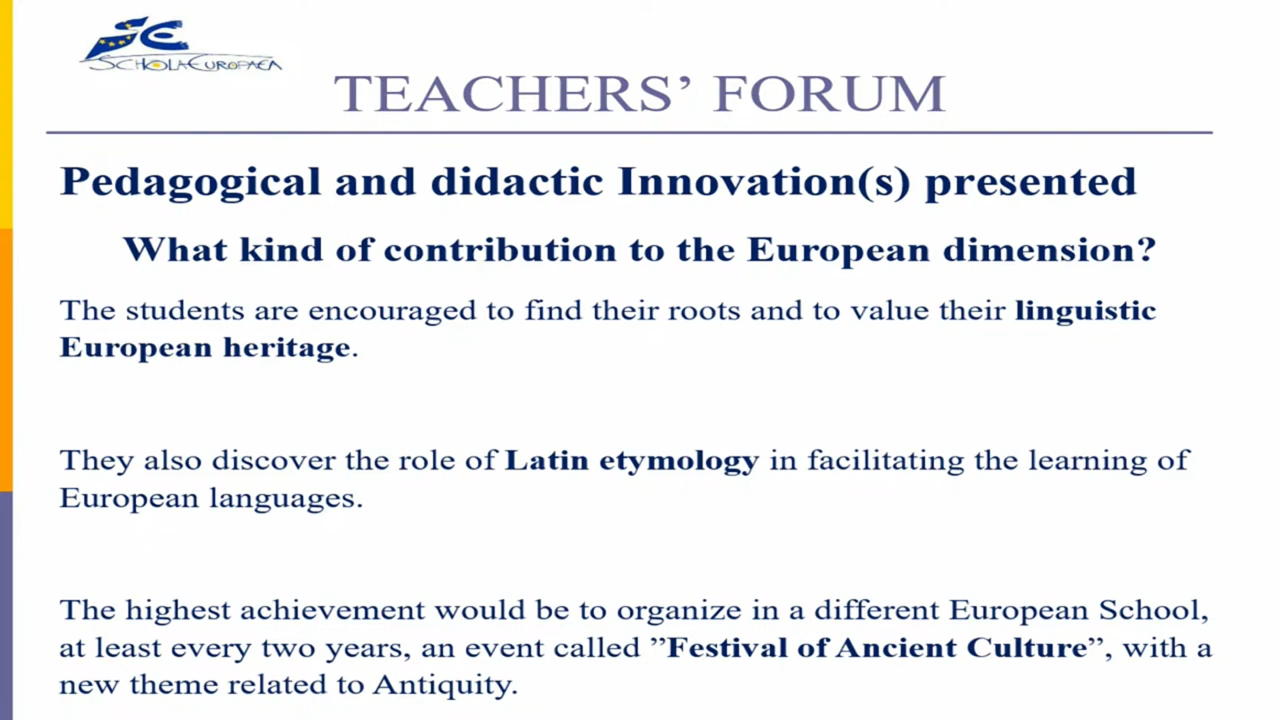 SCHOLA EUROPAEA
TEACHERS’ FORUM
Pedagogical and didactic Innovation(s) presented
What kind of contribution to the European dimension?
The students are encouraged to find their roots and to value their linguistic
European heritage.
They also discover the role of Latin etymology in facilitating the learning of
European languages.
The highest achievement would be to organize in a different European School,
at least every two years, an event called ”Festival of Ancient Culture”, with a
new theme related to Antiquity.